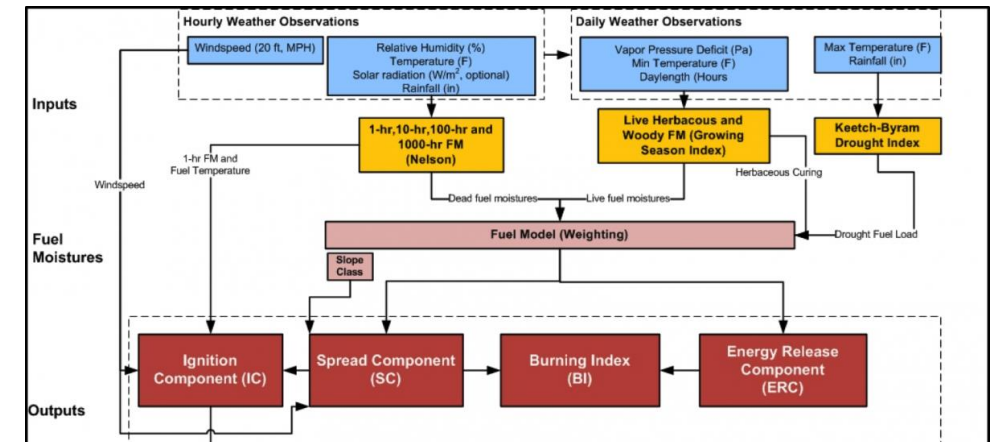 Hourly Weather Observations
Daily Weather Observations
Windspeed (20 ft, MPH)
Relative Humidity (%)
Temperature (F)
Solar radiation (W/m², optional)
Rainfall (in)
Vapor Pressure Deficit (Pa)
Min Temperature (F)
Daylength (Hours
Max Temperature (F)
Rainfall (in)
Inputs
1-hr,10-hr,100-hr and
1000-hr FM
(Nelson)
Live Herbacous and
Woody FM (Growing
Season Index)
Keetch-Byram
Drought Index
1-hr FM and
Fuel Temperature
Windspeed
Herbaceous Curing
Dead fuel moistures
Live fuel moistures
Fuel
Moistures
Fuel Model (Weighting)
Drought Fuel Load
Slope
Class
Ignition
Component (IC)
Spread Component
(SC)
Burning Index
(BI)
Energy Release
Component
(ERC)
Outputs